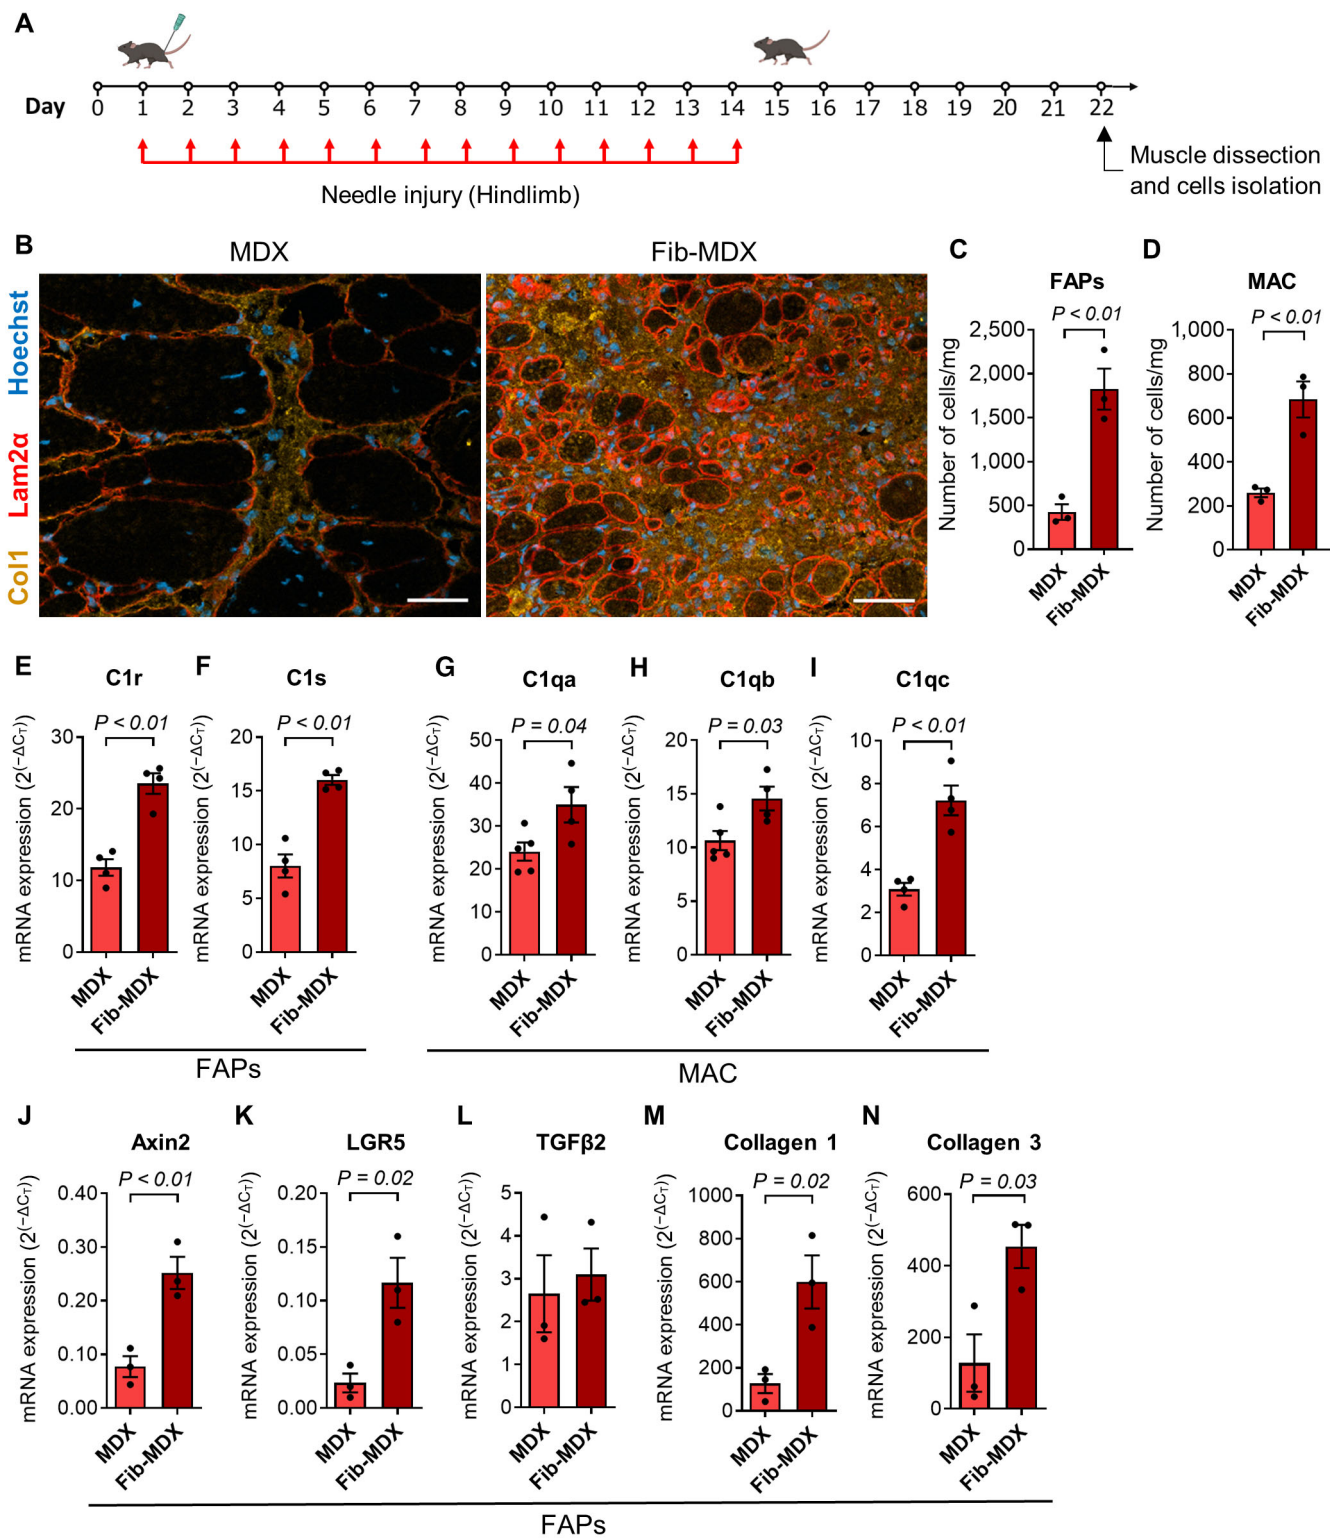 A
Day
0 1 2 3 4 5 6 7 8 9 10 11 12 13 14 15 16 17 18 19 20 21 22
Needle injury (Hindlimb)
Muscle dissection
and cells isolation
B
MDX
Fib-MDX
Col1 Lam2α Hoechst
C
FAPs
P < 0.01
Number of cells/mg
2,500
2,000
1,500
1,000
500
0
MDX
Fib-MDX
D
MAC
P < 0.01
Number of cells/mg
1,000
800
600
400
200
0
MDX
Fib-MDX
E
C1r
P < 0.01
mRNA expression (2(−ΔCT))
30
20
10
0
MDX
Fib-MDX
F
C1s
P < 0.01
mRNA expression (2(−ΔCT))
20
15
10
5
0
MDX
Fib-MDX
FAPs
G
C1qa
P = 0.04
mRNA expression (2(−ΔCT))
50
40
30
20
10
0
MDX
Fib-MDX
H
C1qb
P = 0.03
mRNA expression (2(−ΔCT))
20
15
10
5
0
MDX
Fib-MDX
I
C1qc
P < 0.01
mRNA expression (2(−ΔCT))
10
8
6
4
2
0
MDX
Fib-MDX
MAC
J
Axin2
P < 0.01
mRNA expression (2(−ΔCT))
0.40
0.30
0.20
0.10
0.00
MDX
Fib-MDX
K
LGR5
P = 0.02
mRNA expression (2(−ΔCT))
0.20
0.15
0.10
0.05
0.00
MDX
Fib-MDX
L
TGFβ2
mRNA expression (2(−ΔCT))
5
4
3
2
1
0
MDX
Fib-MDX
M
Collagen 1
P = 0.02
mRNA expression (2(−ΔCT))
1000
800
600
400
200
0
MDX
Fib-MDX
N
Collagen 3
P = 0.03
mRNA expression (2(−ΔCT))
600
400
200
0
MDX
Fib-MDX
FAPs